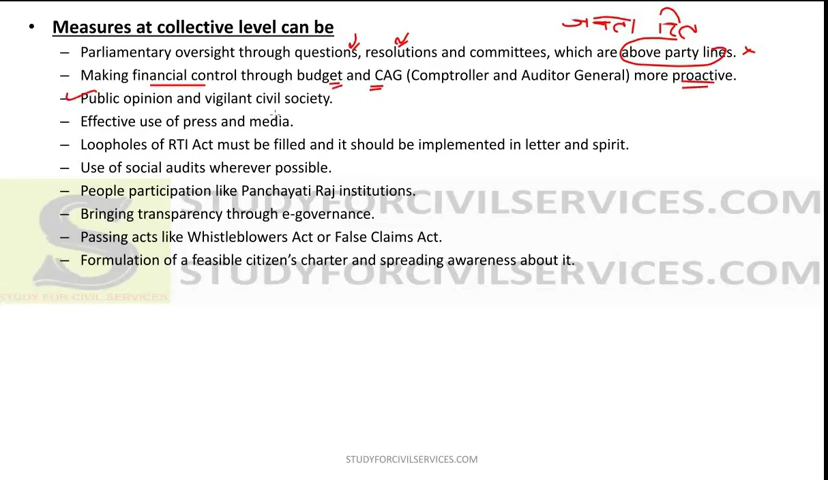 जनता हित
• Measures at collective level can be
– Parliamentary oversight through questions, resolutions and committees, which are above party lines.
– Making financial control through budget and CAG (Comptroller and Auditor General) more proactive.
– Public opinion and vigilant civil society.
– Effective use of press and media.
– Loopholes of RTI Act must be filled and it should be implemented in letter and spirit.
– Use of social audits wherever possible.
– People participation like Panchayati Raj institutions.
– Bringing transparency through e-governance.
– Passing acts like Whistleblowers Act or False Claims Act.
– Formulation of a feasible citizen's charter and spreading awareness about it.
STUDYFORCIVILSERVICES.COM
STUDYFORCIVILSERVICES.COM
STUDY FOR CIVIL SERVICES
STUDYFORCIVILSERVICES.COM